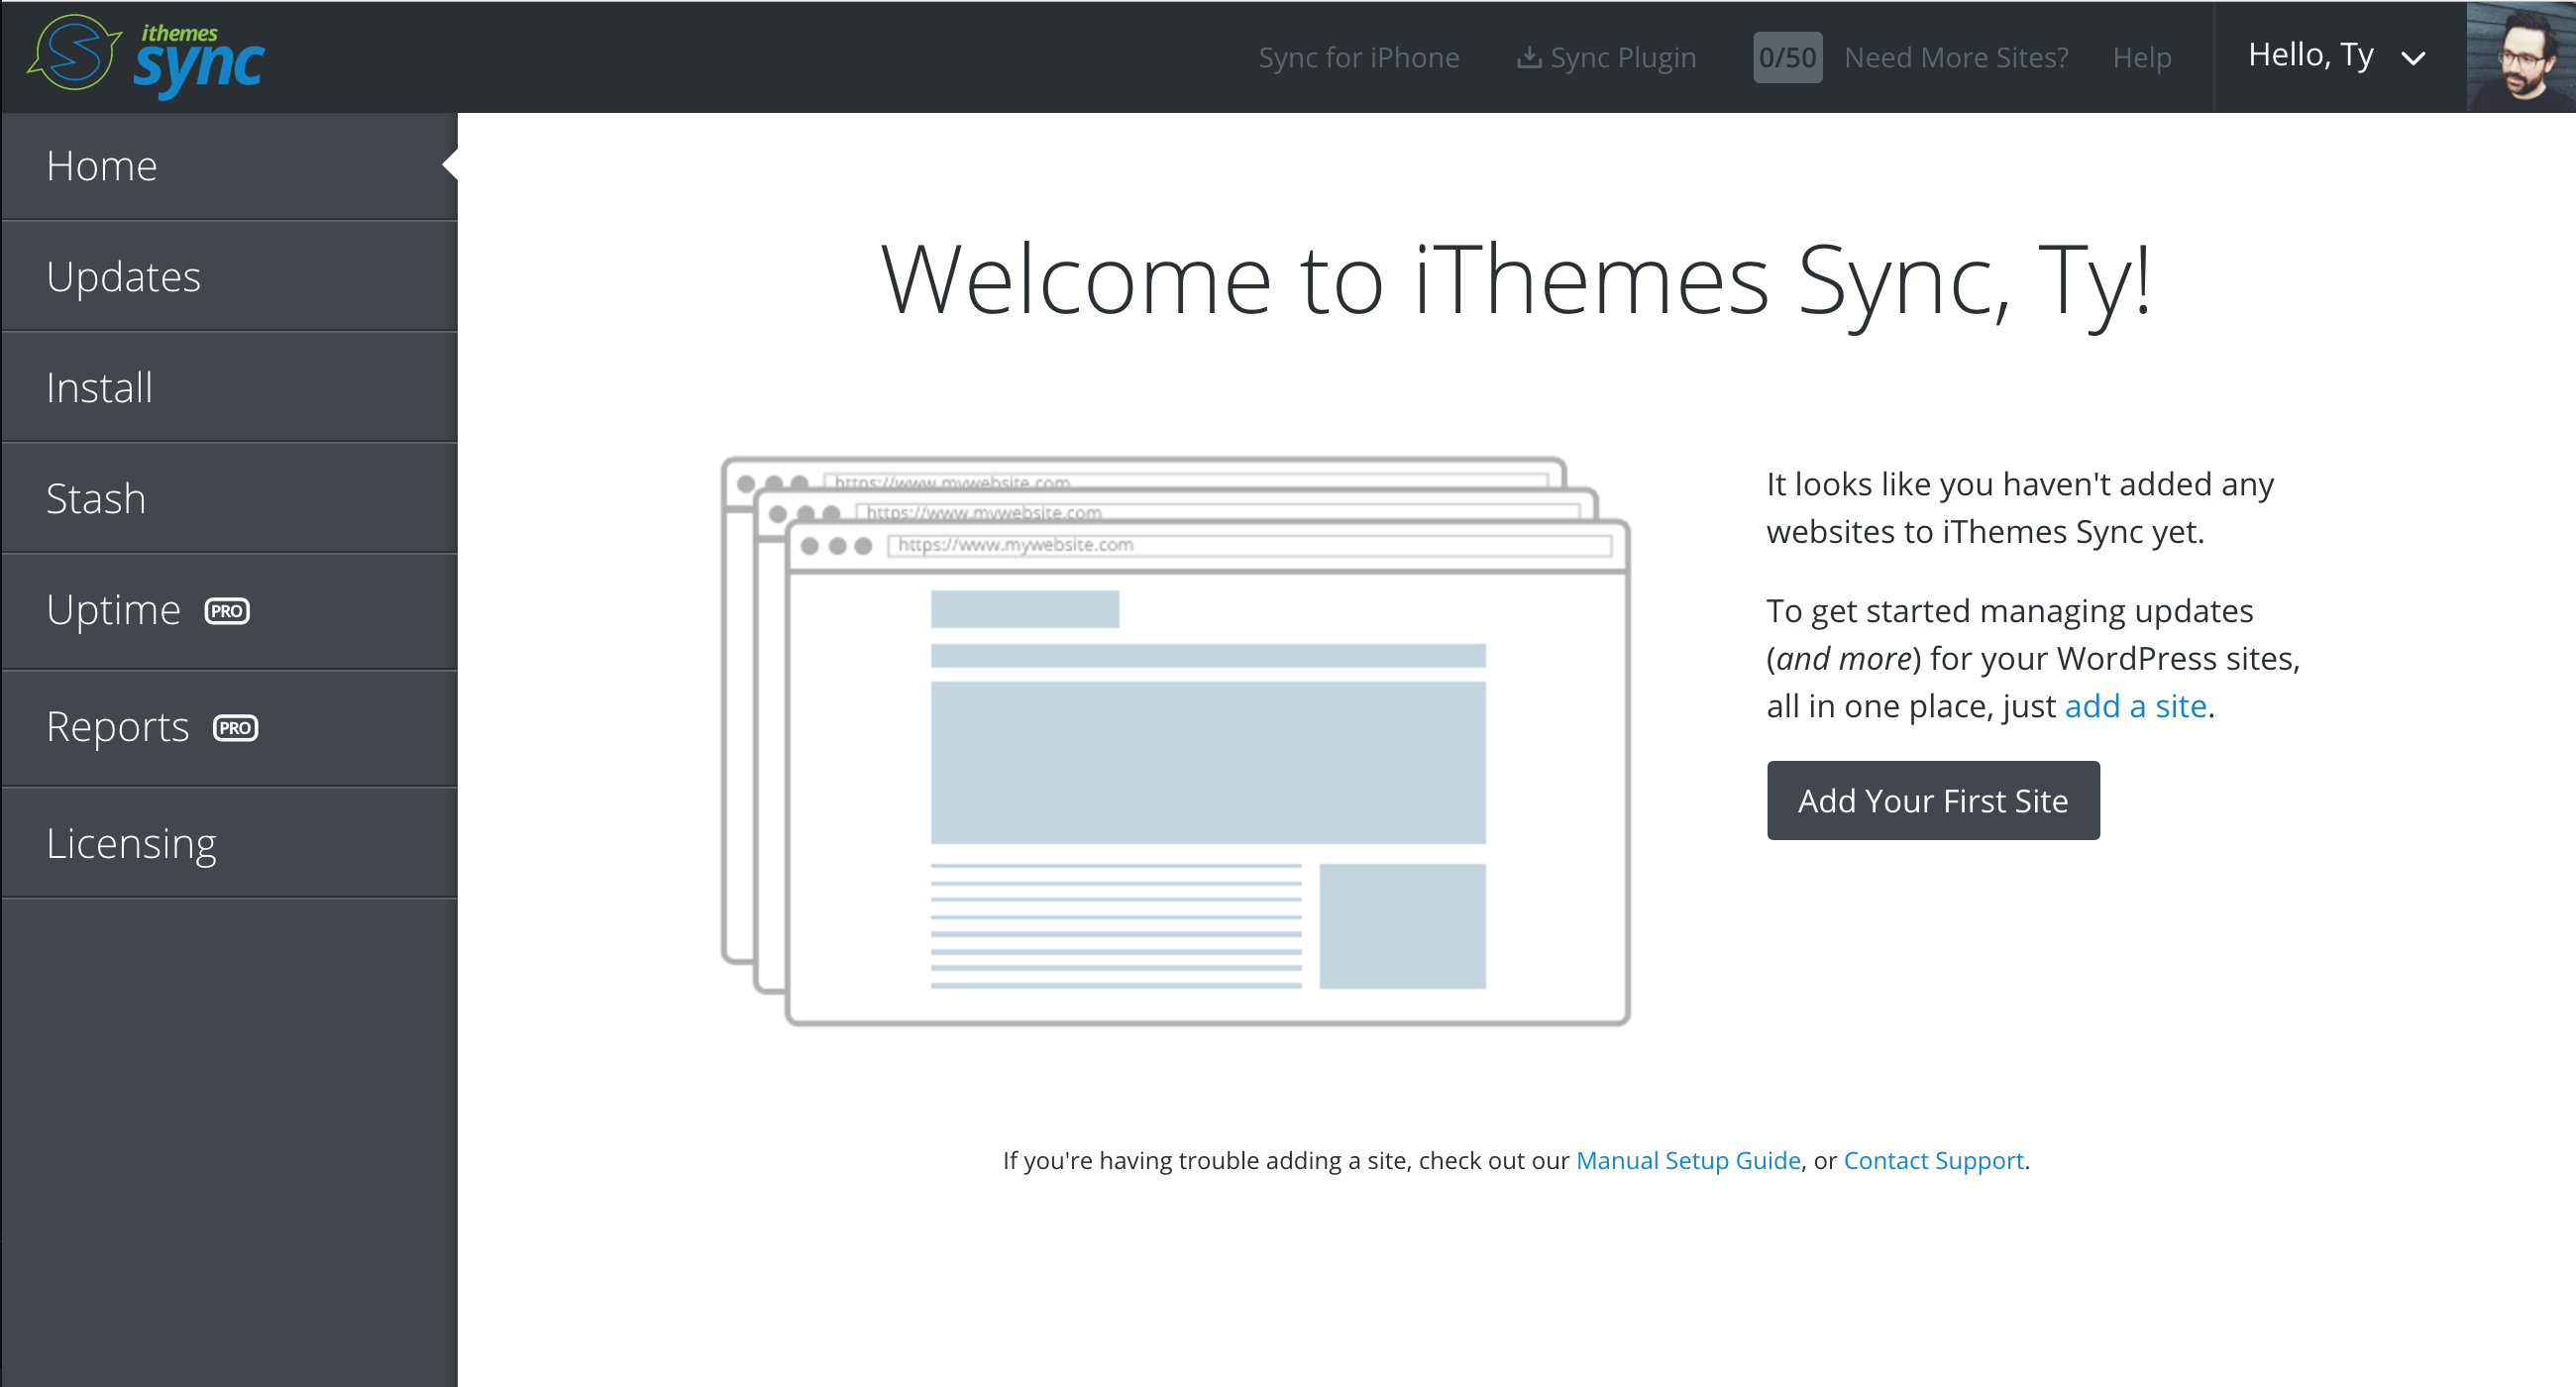 ithemes
sync
Sync for iPhone
Sync Plugin
0/50
Need More Sites?
Help
Hello, Ty
Home
Updates
Install
Stash
Uptime PRO
Reports PRO
Licensing
Welcome to iThemes Sync, Ty!
https://www.mywebsite.com
https://www.mywebsite.com
https://www.mywebsite.com
It looks like you haven't added any
websites to iThemes Sync yet.
To get started managing updates
(and more) for your WordPress sites,
all in one place, just add a site.
Add Your First Site
If you're having trouble adding a site, check out our Manual Setup Guide, or Contact Support.